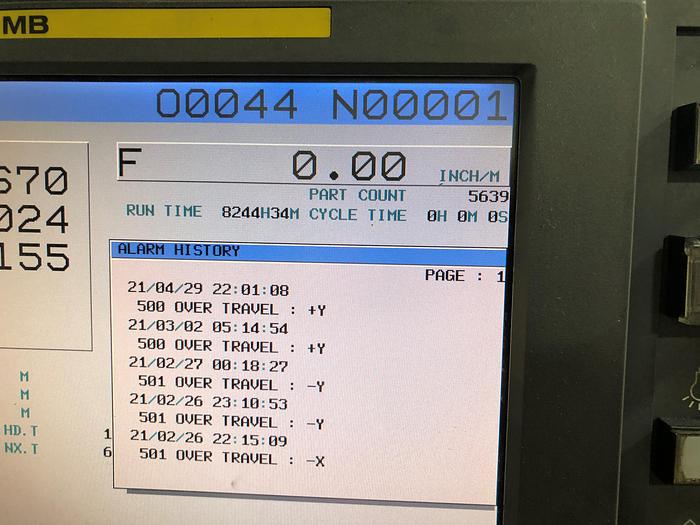 MB
O0044 N00001
F 0.00 INCH/M
670
024
155
PART COUNT 5639
RUN TIME 8244H34M CYCLE TIME 0H 0M 0S
ALARM HISTORY
PAGE : 1
21/04/29 22:01:08
500 OVER TRAVEL : +Y
21/03/02 05:14:54
500 OVER TRAVEL : +Y
21/02/27 00:18:27
501 OVER TRAVEL : -Y
21/02/26 23:10:53
501 OVER TRAVEL : -Y
21/02/26 22:15:09
501 OVER TRAVEL : -X
M
M
M
HD.T 1
NX.T 6